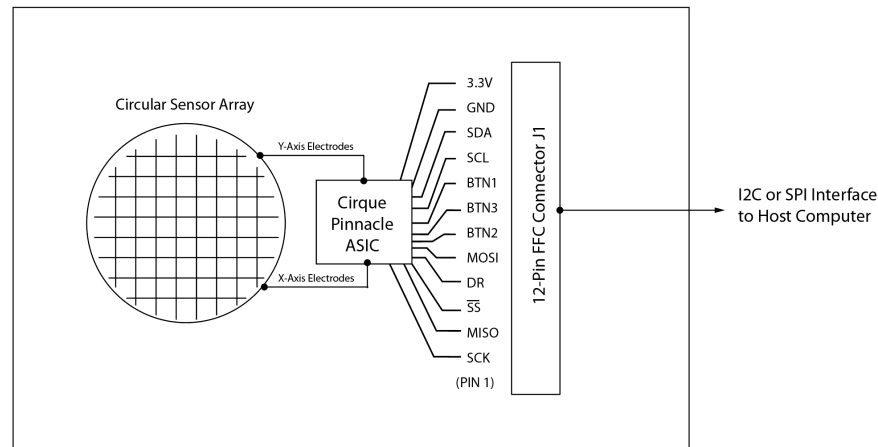 Circular Sensor Array
Y-Axis Electrodes
X-Axis Electrodes
Cirque
Pinnacle
ASIC
3.3V
GND
SDA
SCL
BTN1
BTN3
BTN2
MOSI
DR
S̅S̅
MISO
SCK
(PIN 1)
12-Pin FFC Connector J1
I2C or SPI Interface
to Host Computer